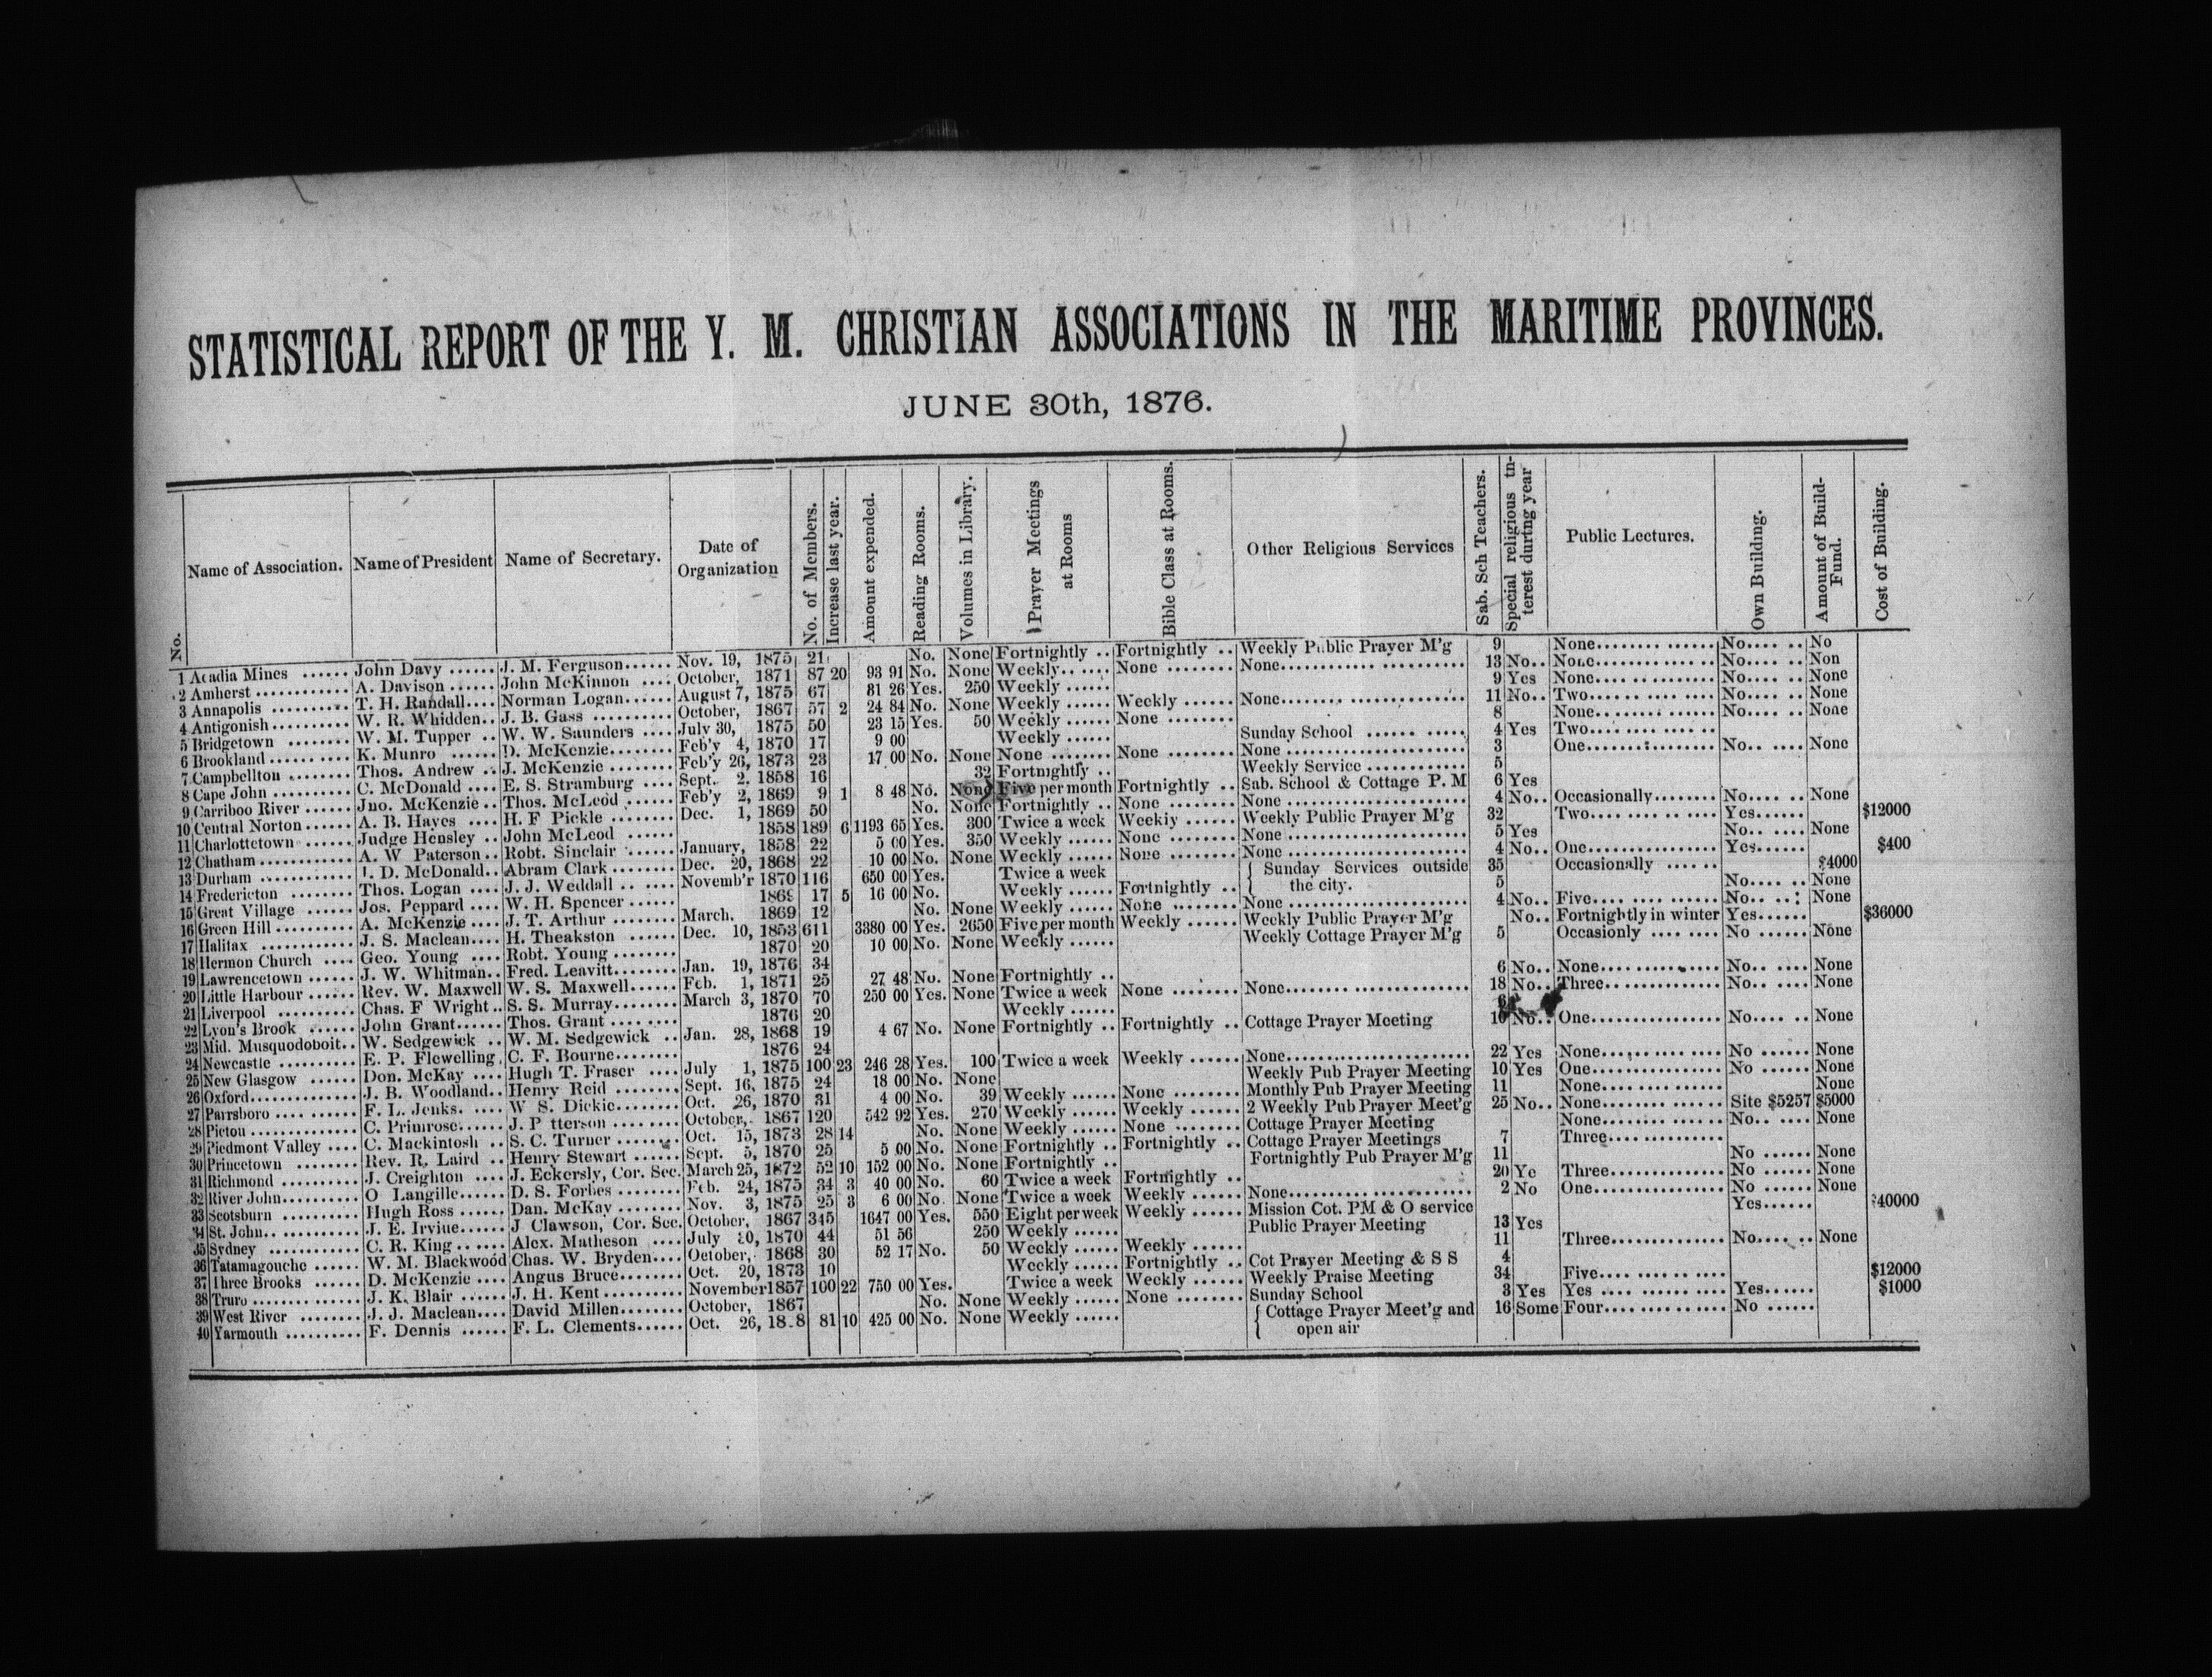 STATISTICAL REPORT OF THE Y. M. CHRISTIAN ASSOCIATIONS IN THE MARITIME PROVINCES.
JUNE 30th, 1876.
No. Name of Association. Name of President Name of Secretary. Date of Organization No. of Members. Increase last year. Amount expended. Reading Rooms. Volumes in Library. Prayer Meetings at Rooms Bible Class at Rooms. Other Religious Services Sab. Sch Teachers. Special religious interest during year Public Lectures. Own Building. Amount of Build-Fund. Cost of Building.
1 Acadia Mines John Davy J. M. Ferguson Nov. 19, 1875 21 No. None Fortnightly Fortnightly Weekly Public Prayer M'g 9 None No No
2 Amherst A. Davison John McKinnon October, 1871 87 20 93 91 No. None Weekly None None 13 No None No Non
3 Annapolis T. H. Randall Norman Logan August 7, 1875 67 81 26 Yes. 250 Weekly 9 Yes None No None
4 Antigonish W. R. Whidden J. B. Gass October, 1867 57 2 24 84 No. None Weekly Weekly None 11 No Two No None
5 Bridgetown W. M. Tupper W. W. Saunders July 30, 1875 50 23 15 Yes. 50 Weekly None 8 None No None
6 Brookland K. Munro D. McKenzie Feb'y 4, 1870 17 9 00 Weekly Sunday School 4 Yes Two
7 Campbellton Thos. Andrew J. McKenzie Feb'y 26, 1873 23 17 00 No. None None None None 3 One No None
8 Cape John C. McDonald E. S. Stramburg Sept. 2. 1858 16 32 Fortnightly Weekly Service 5
9 Carriboo River Jno. McKenzie Thos. McLeod Feb'y 2, 1869 9 1 8 48 No. None Five per month Fortnightly Sab. School & Cottage P. M 6 Yes
10 Central Norton A. B. Hayes H. F Pickle Dec. 1, 1869 50 No. None Fortnightly None None 4 No Occasionally No None
11 Charlottetown Judge Hensley John McLeod 1858 189 6 1193 65 Yes. 300 Twice a week Weekly Weekly Public Prayer M'g 32 Two Yes $12000
12 Chatham A. W Paterson Robt. Sinclair January, 1858 22 5 00 Yes. 350 Weekly None None 5 Yes No None
13 Durham D. McDonald Abram Clark Dec. 20, 1868 22 10 00 No. None Weekly None None 4 No One Yes $400
14 Fredericton Thos. Logan J. J. Weddall Novemb'r 1870 116 650 00 Yes. Twice a week Sunday Services outside the city. 35 Occasionally $4000
15 Great Village Jos. Peppard W. H. Spencer 1869 17 5 16 00 No. Weekly Fortnightly 5 No None
16 Green Hill A. McKenzie J. T. Arthur March. 1869 12 No. None Weekly None None 4 No Five No None
17 Halifax J. S. Maclean H. Theakston Dec. 10, 1853 611 3380 00 Yes. 2650 Five per month Weekly Weekly Public Prayer M'g No Fortnightly in winter Yes $36000
18 Hermon Church Geo. Young Robt. Young 1870 20 10 00 No. None Weekly Weekly Cottage Prayer M'g 5 Occasionly No None
19 Lawrencetown J. W. Whitman Fred. Leavitt Jan. 19, 1876 34
20 Little Harbour Rev. W. Maxwell W. S. Maxwell Feb. 1, 1871 25 27 48 No. None Fortnightly 6 No None No None
21 Liverpool Chas. F Wright S. S. Murray March 3, 1870 70 250 00 Yes. None Twice a week None None 18 No Three No None
22 Lyon's Brook John Grant Thos. Grant 1876 20 Weekly
23 Mid. Musquodoboit W. Sedgewick W. M. Sedgewick Jan. 28, 1868 19 4 67 No. None Fortnightly Fortnightly Cottage Prayer Meeting 10 No One No None
24 Newcastle E. P. Flewelling C. F. Bourne 1876 24
25 New Glasgow Don. McKay Hugh T. Fraser July 1, 1875 100 23 246 28 Yes. 100 Twice a week Weekly None 22 Yes None No None
26 Oxford J. B. Woodland Henry Reid Sept. 16, 1875 24 18 00 No. None Weekly Pub Prayer Meeting 10 Yes One No None
27 Parrsboro F. L. Jenks. W S. Dickie Oct. 26, 1870 31 4 00 No. 39 Weekly None Monthly Pub Prayer Meeting 11 None None
28 Pictou C. Primrose J. P tterson October, 1867 120 542 92 Yes. 270 Weekly Weekly 2 Weekly Pub Prayer Meet'g 25 No None Site $5257 $5000
29 Piedmont Valley C. Mackintosh S. C. Turner Oct. 15, 1873 28 14 No. None Weekly None Cottage Prayer Meeting None No None
30 Princetown Rev. R. Laird Henry Stewart Sept. 5, 1870 25 5 00 No. None Fortnightly Fortnightly Cottage Prayer Meetings 7 Three
31 Richmond J. Creighton J. Eckersly, Cor. Sec. March 25, 1872 52 10 152 00 No. None Fortnightly Fortnightly Pub Prayer M'g 11 No None
32 River John O Langille D. S. Forbes Feb. 24, 1875 34 3 40 00 No. 60 Twice a week Fortnightly 20 Ye Three No None
33 Scotsburn Hugh Ross Dan. McKay Nov. 3, 1875 25 3 6 00 No. None Twice a week Weekly None 2 No One No None
34 St. John J. E. Irvine J Clawson, Cor. Sec. October, 1867 345 1647 00 Yes. 550 Eight per week Weekly Mission Cot. PM & O service Yes $40000
35 Sydney C. R. King Alex. Matheson July 20, 1870 44 51 56 250 Weekly Public Prayer Meeting 13 Yes
36 Tatamagouche W. M. Blackwood Chas. W. Bryden October, 1868 30 52 17 No. 50 Weekly Weekly 11 Three No None
37 Three Brooks D. McKenzie Angus Bruce Oct. 20, 1873 10 Weekly Fortnightly Cot Prayer Meeting & S S 4
38 Truro J. K. Blair J. H. Kent November 1857 100 22 750 00 Yes. Twice a week Weekly Weekly Praise Meeting 34 Five $12000
39 West River J. J. Maclean David Millen October, 1867 No. None Weekly None Sunday School 3 Yes Yes Yes $1000
40 Yarmouth F. Dennis F. L. Clements Oct. 26, 18 8 81 10 425 00 No. None Weekly Cottage Prayer Meet'g and open air 16 Some Four No